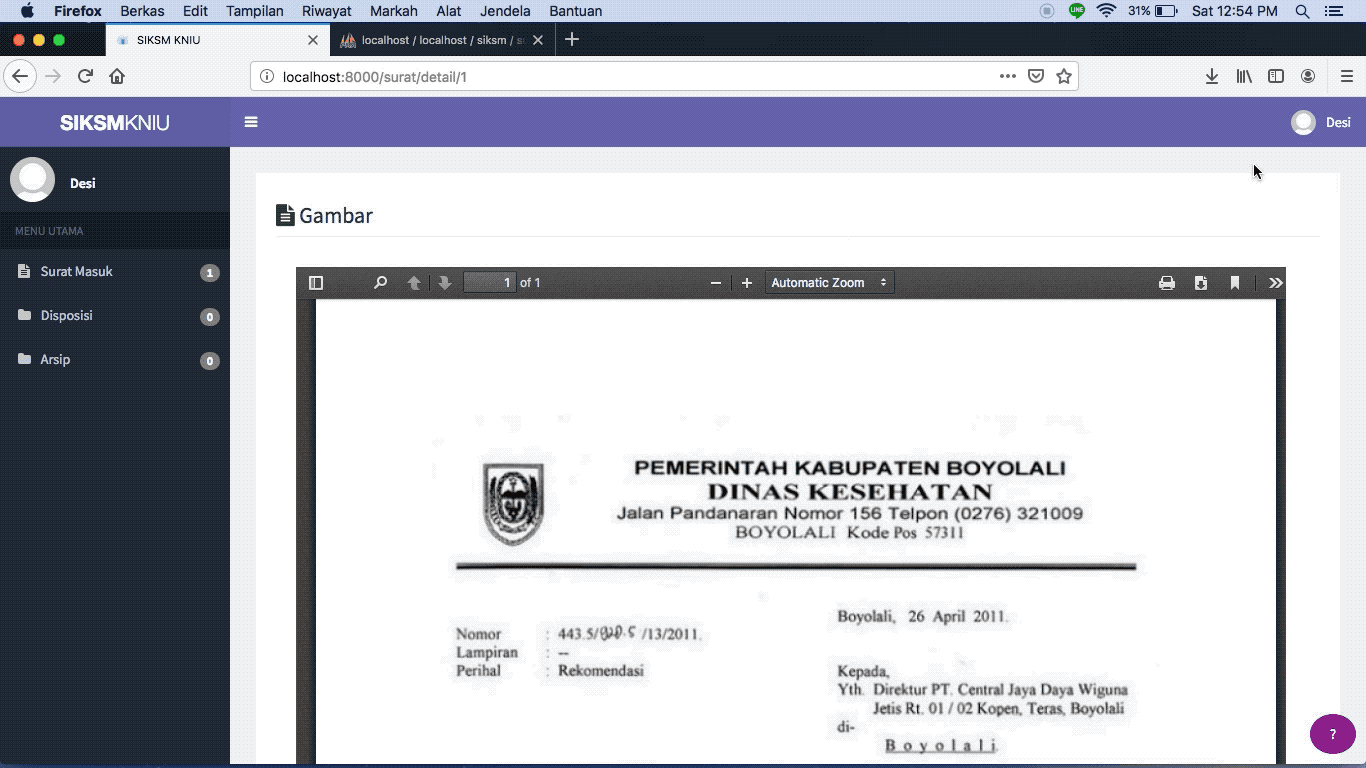 Firefox Berkas Edit Tampilan Riwayat Markah Alat Jendela Bantuan LINE 31% Sat 12:54 PM
SIKSM KNIU localhost / localhost / siksm /
localhost:8000/surat/detail/1
SIKSMKNIU Desi
Desi
MENU UTAMA
Surat Masuk 1
Disposisi 0
Arsip 0
Gambar
1 of 1 Automatic Zoom
PEMERINTAH KABUPATEN BOYOLALI
DINAS KESEHATAN
Jalan Pandanaran Nomor 156 Telpon (0276) 321009
BOYOLALI Kode Pos 57311
Boyolali, 26 April 2011.
Nomor : 443.5/ /13/2011.
Lampiran : --
Perihal : Rekomendasi
Kepada,
Yth. Direktur PT. Central Jaya Daya Wiguna
Jetis Rt. 01 / 02 Kopen, Teras, Boyolali
di-
B o y o l a l i
?